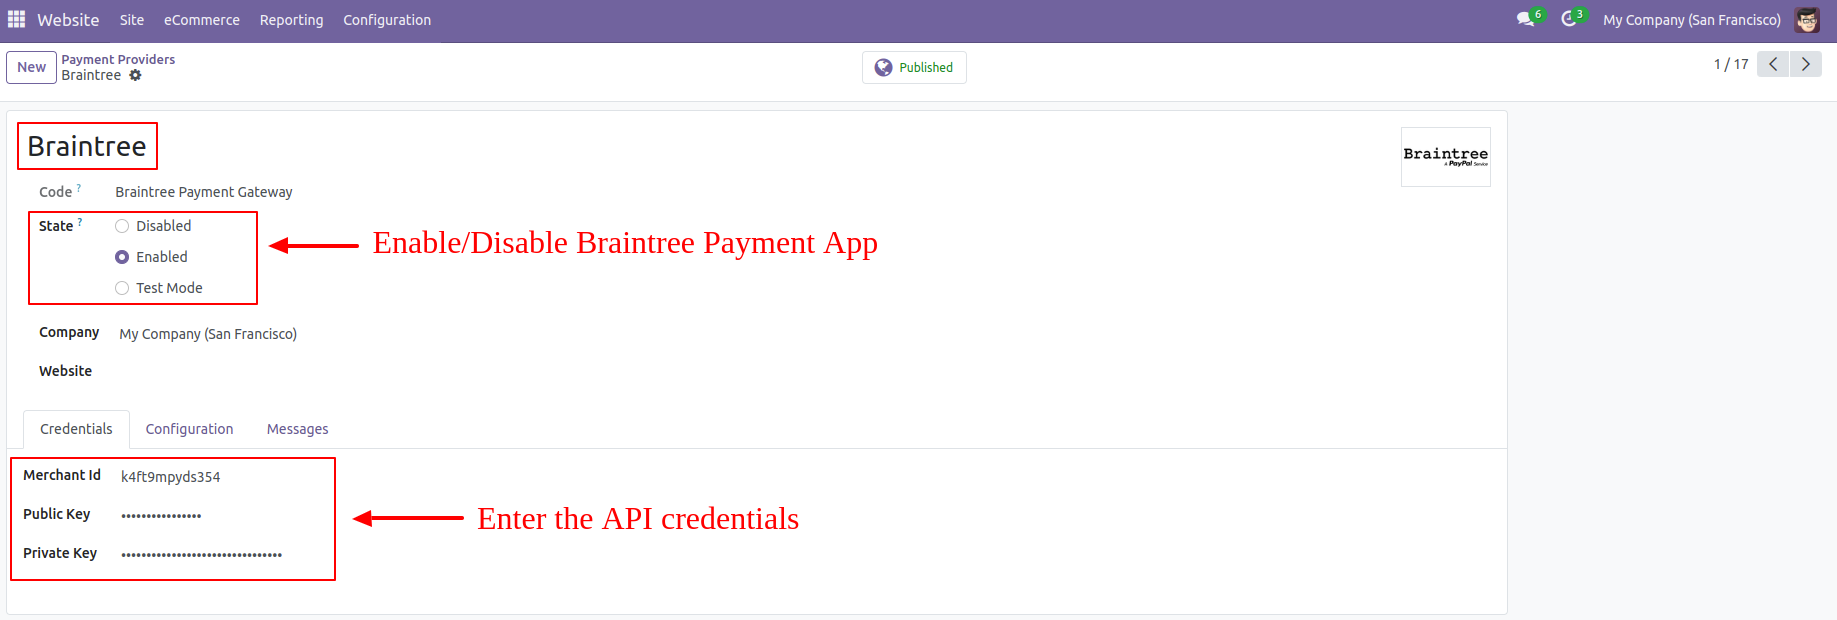 Website Site eCommerce Reporting Configuration 6 3 My Company (San Francisco)
New Payment Providers
Braintree
Published
1 / 17
Braintree
Braintree
A PayPal Service
Code ? Braintree Payment Gateway
State ? Disabled
Enabled
Test Mode
Enable/Disable Braintree Payment App
Company My Company (San Francisco)
Website
Credentials Configuration Messages
Merchant Id k4ft9mpyds354
Public Key ••••••••••••••••
Private Key ••••••••••••••••••••••••••••••••
Enter the API credentials